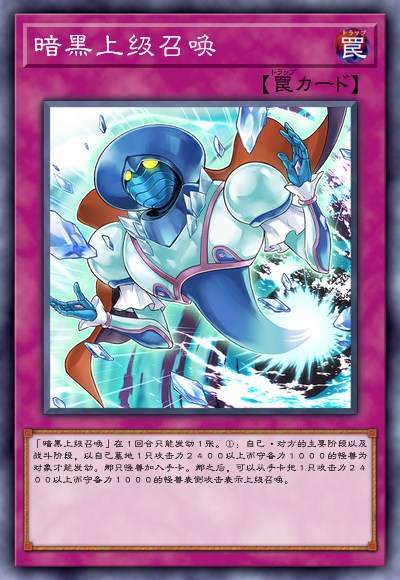 暗黑上级召唤
トラップ
罠
トラップ
【罠カード】
「暗黑上级召唤」在1回合只能发动1张。①:自己·对方的主要阶段以及
战斗阶段,以自己墓地1只攻击力2400以上而守备力1000的怪兽为
对象才能发动。那只怪兽加入手卡。那之后,可以从手卡把1只攻击力2
400以上而守备力1000的怪兽表侧攻击表示上级召唤。